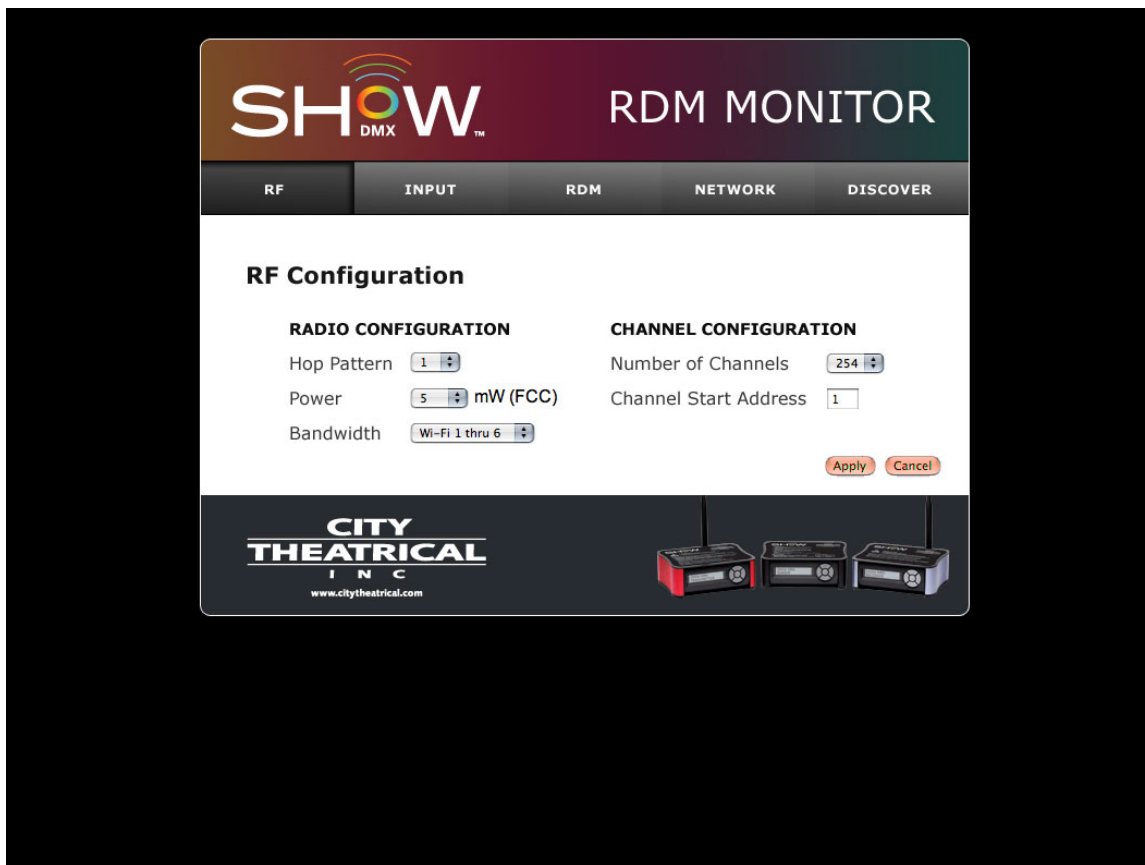 SHOW DMX ™
RDM MONITOR
RF INPUT RDM NETWORK DISCOVER
RF Configuration
RADIO CONFIGURATION
Hop Pattern 1
Power 5 mW (FCC)
Bandwidth Wi-Fi 1 thru 6
CHANNEL CONFIGURATION
Number of Channels 254
Channel Start Address 1
Apply Cancel
CITY
THEATRICAL
INC
www.citytheatrical.com